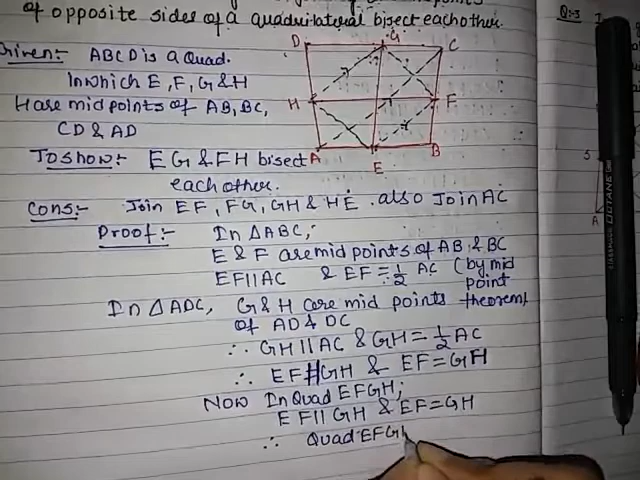 of opposite sides of a quadrilateral bisect each other.
Given:- ABCD is a Quad.
In which E, F, G & H
H are mid points of AB, BC,
CD & AD
To show:- EG & FH bisect
each other.
Cons:- Join EF, FG, GH & HE. also Join AC
Proof:- In △ABC,
E & F are mid points of AB & BC
EF || AC & EF = 1/2 AC (by mid
point
theorem)
In △ADC, G & H are mid points
of AD & DC
∴ GH || AC & GH = 1/2 AC
∴ EF || GH & EF = GH
Now In Quad EFGH;
EF || GH & EF = GH
∴ Quad EFGH
D G C
H F
A E B
Q:-3
S
A
OCTANE